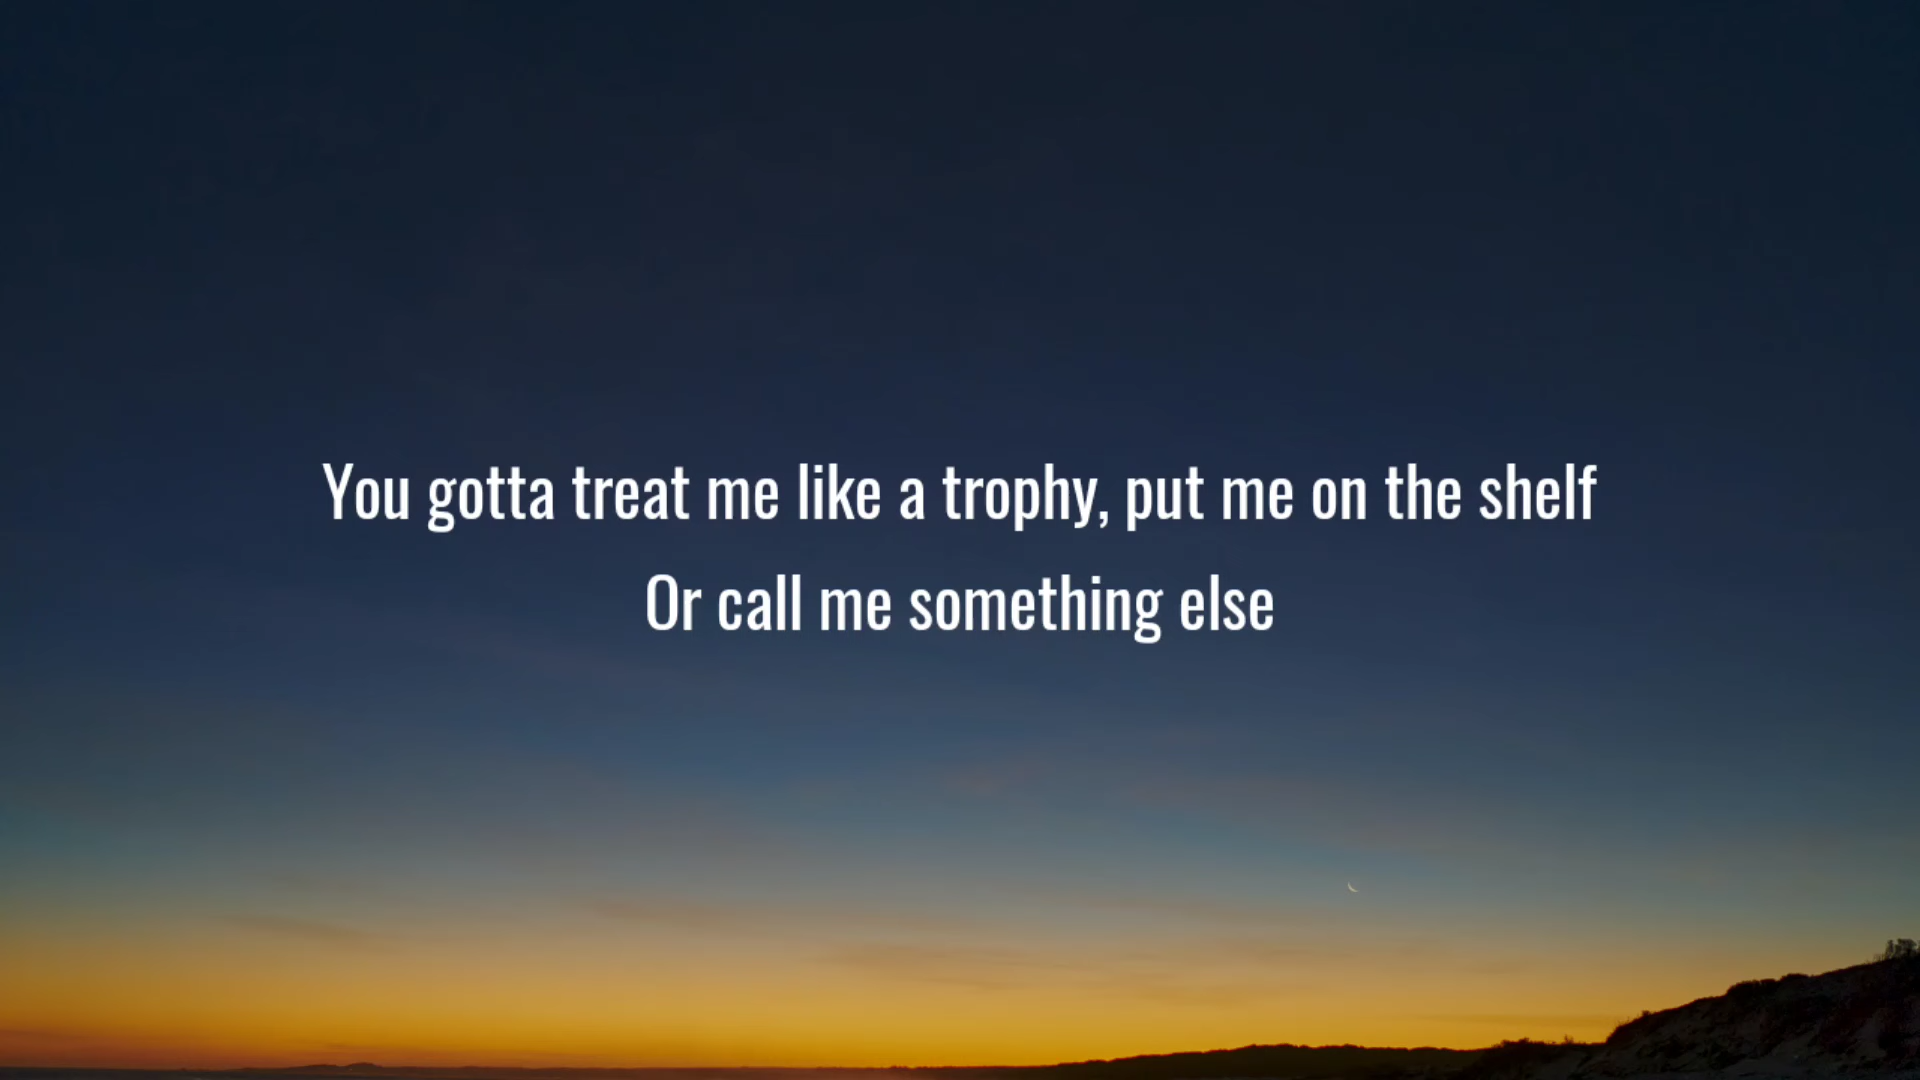 You gotta treat me like a trophy, put me on the shelf
Or call me something else